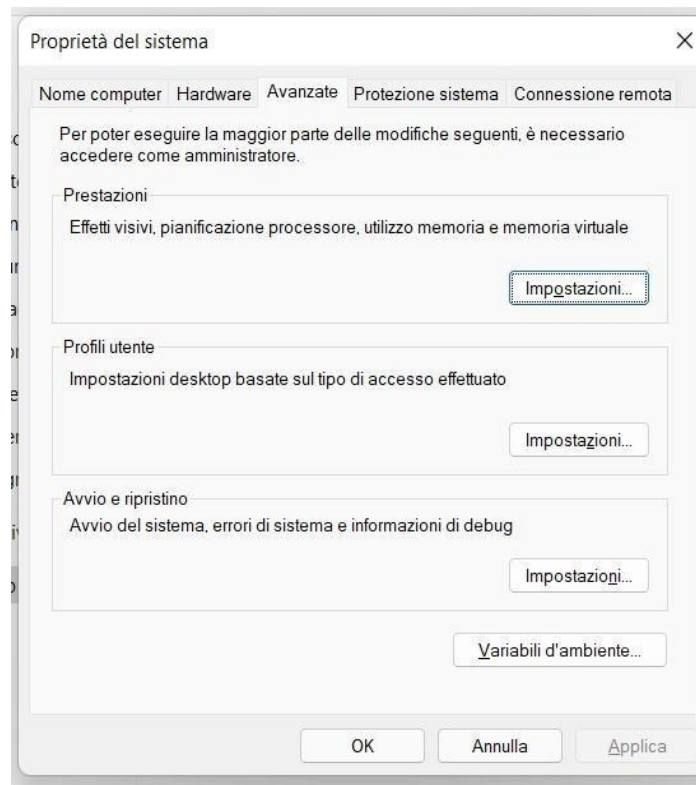 Proprietà del sistema
Nome computer Hardware Avanzate Protezione sistema Connessione remota
Per poter eseguire la maggior parte delle modifiche seguenti, è necessario
accedere come amministratore.
Prestazioni
Effetti visivi, pianificazione processore, utilizzo memoria e memoria virtuale
Impostazioni...
Profili utente
Impostazioni desktop basate sul tipo di accesso effettuato
Impostazioni...
Avvio e ripristino
Avvio del sistema, errori di sistema e informazioni di debug
Impostazioni...
Variabili d'ambiente...
OK Annulla Applica